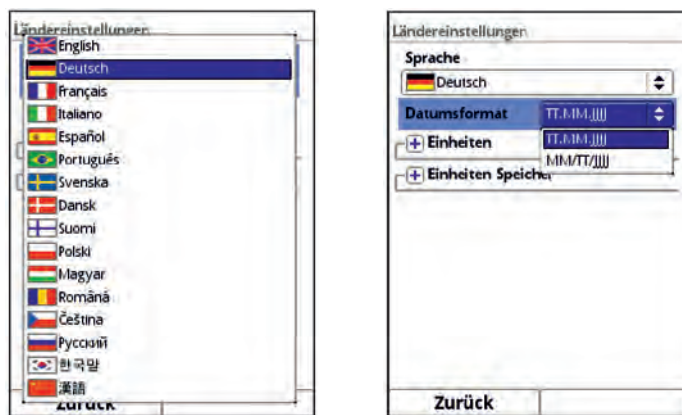 Ländereinstellungen
English
Deutsch
Français
Italiano
Español
Português
Svenska
Dansk
Suomi
Polski
Magyar
Română
Čeština
Русский
한국말
漢語
Zurück
Ländereinstellungen
Sprache
Deutsch
Datumsformat TT.MM.JJJJ
TT.MM.JJJJ
Einheiten
MM/TT/JJJJ
Einheiten Speicher
Zurück